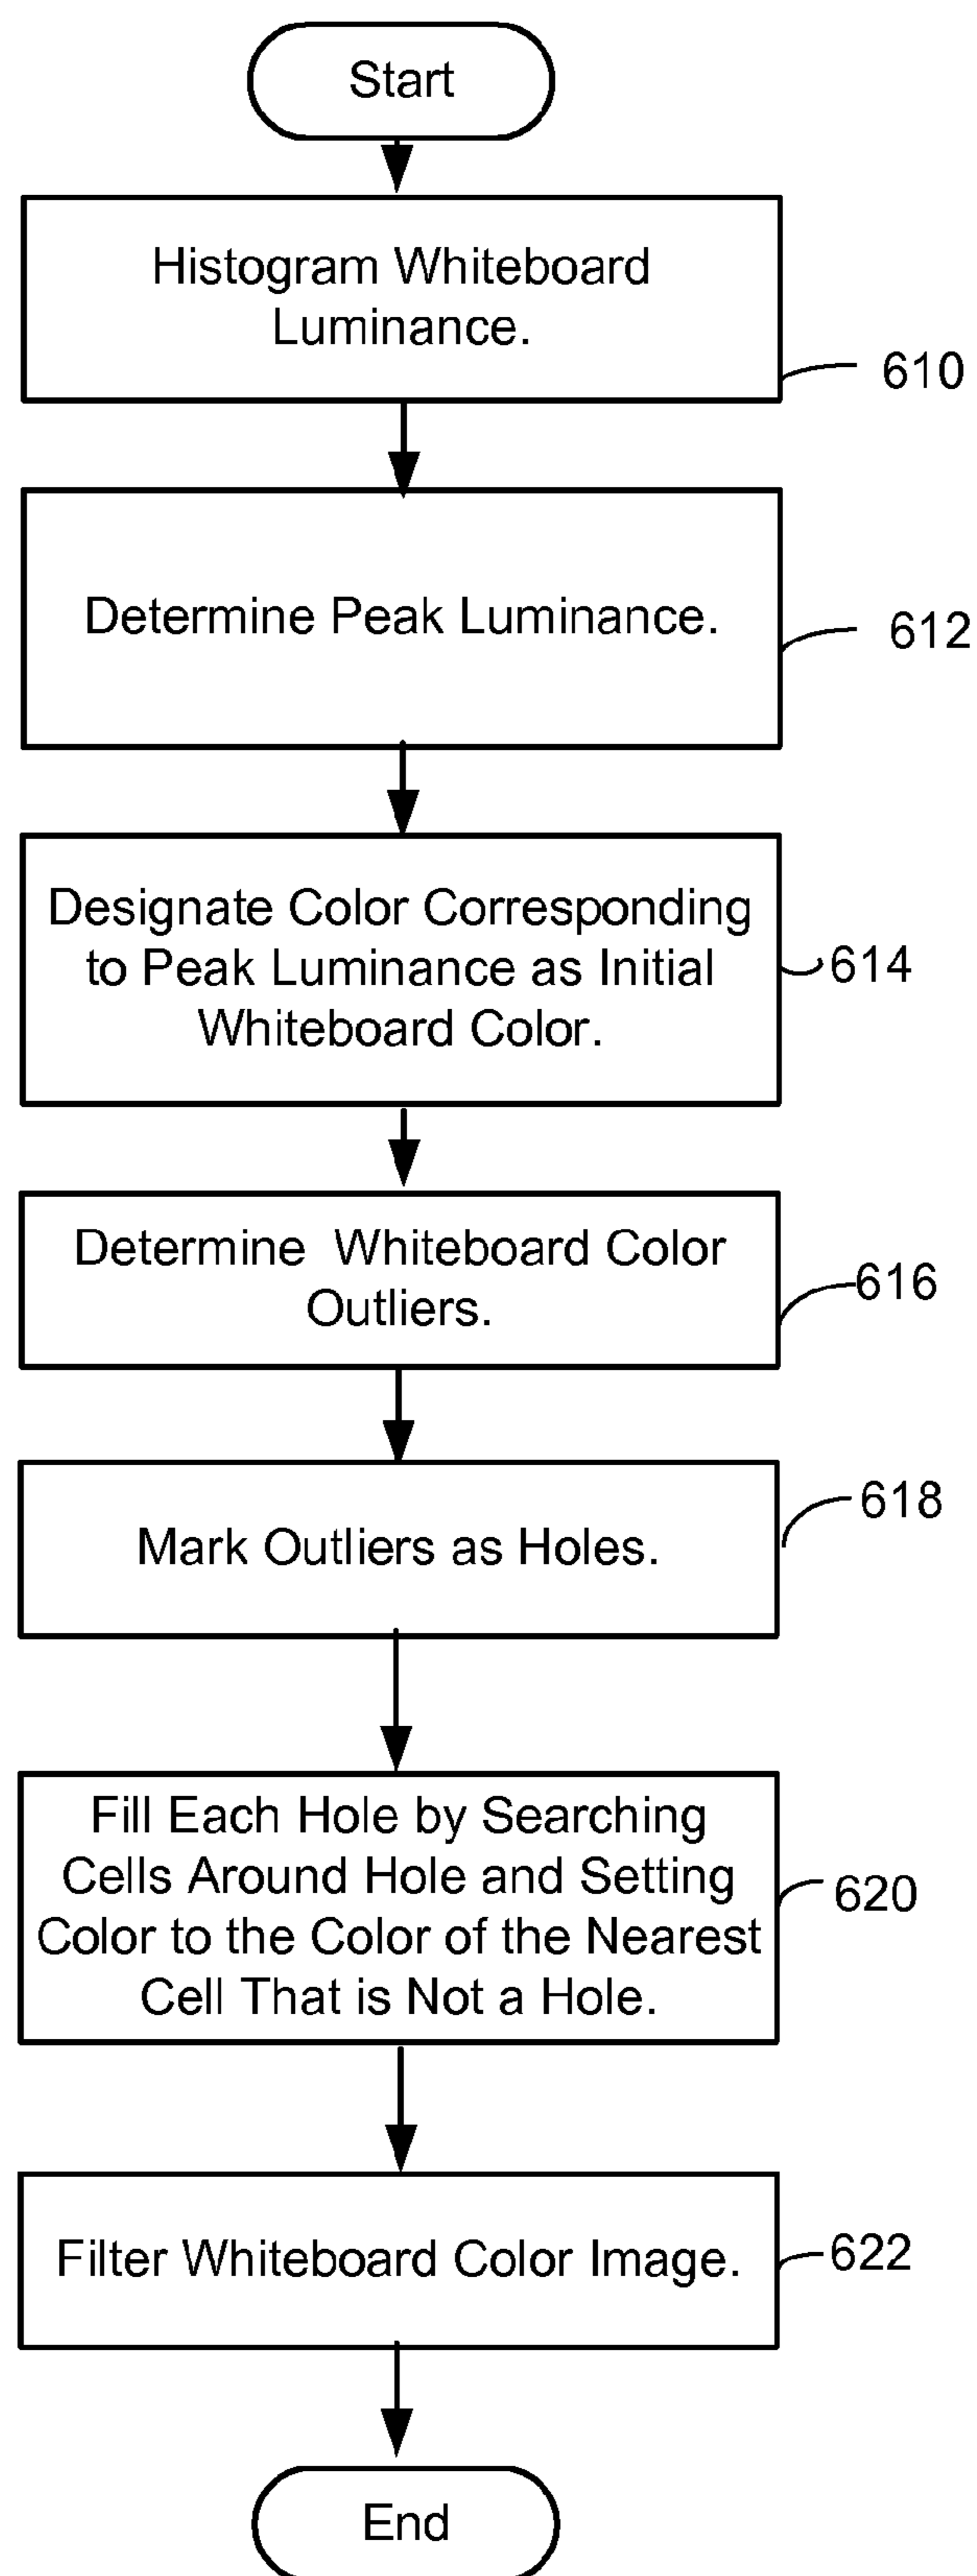 Start
Histogram Whiteboard
Luminance.
610
Determine Peak Luminance.
612
Designate Color Corresponding
to Peak Luminance as Initial
Whiteboard Color.
614
Determine Whiteboard Color
Outliers.
616
Mark Outliers as Holes.
618
Fill Each Hole by Searching
Cells Around Hole and Setting
Color to the Color of the Nearest
Cell That is Not a Hole.
620
Filter Whiteboard Color Image.
622
End